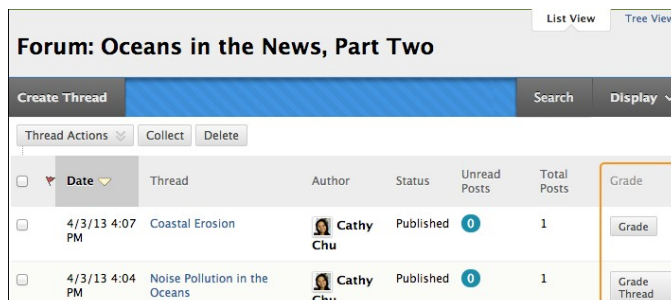 List View Tree View
Forum: Oceans in the News, Part Two
Create Thread Search Display
Thread Actions Collect Delete
Date Thread Author Status Unread Posts Total Posts Grade
4/3/13 4:07 PM Coastal Erosion Cathy Chu Published 0 1 Grade
4/3/13 4:04 PM Noise Pollution in the Oceans Cathy Chu Published 0 1 Grade Thread